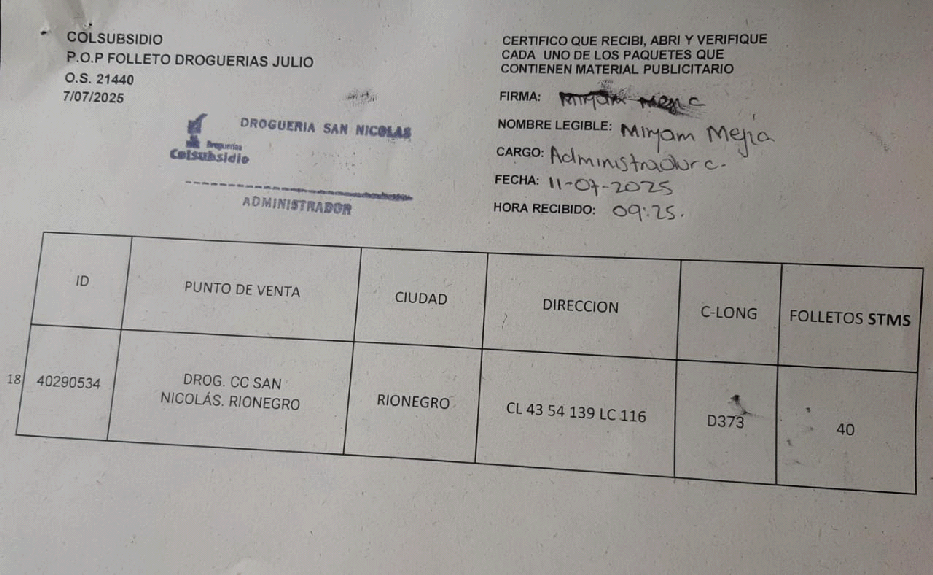 COLSUBSIDIO
P.O.P FOLLETO DROGUERIAS JULIO
O.S. 21440
7/07/2025
DROGUERIA SAN NICOLAS
Droguerías
Colsubsidio
ADMINISTRADOR
CERTIFICO QUE RECIBI, ABRI Y VERIFIQUE
CADA UNO DE LOS PAQUETES QUE
CONTIENEN MATERIAL PUBLICITARIO
FIRMA: Miryam
NOMBRE LEGIBLE: Miryam Mejia
CARGO: Administradora.
FECHA: 11-07-2025
HORA RECIBIDO: 09:25.
ID PUNTO DE VENTA CIUDAD DIRECCION C-LONG FOLLETOS STMS
18 40290534 DROG. CC SAN
NICOLÁS. RIONEGRO RIONEGRO CL 43 54 139 LC 116 D373 40